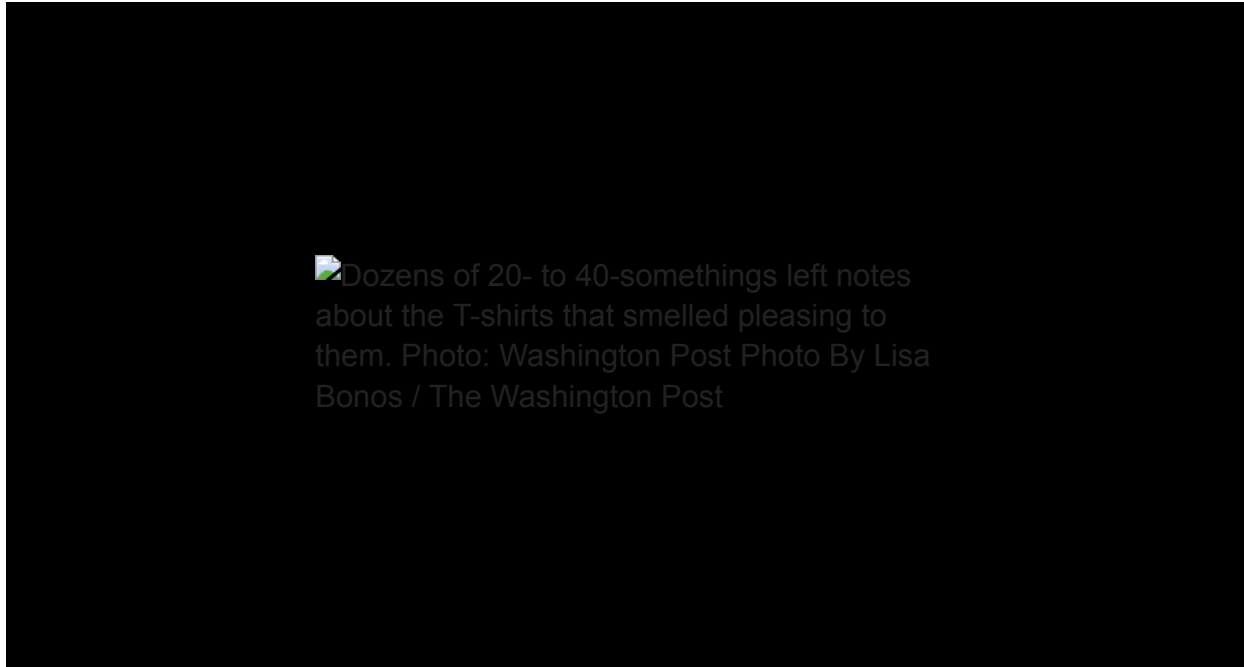 Dozens of 20- to 40-somethings left notes
about the T-shirts that smelled pleasing to
them. Photo: Washington Post Photo By Lisa
Bonos / The Washington Post